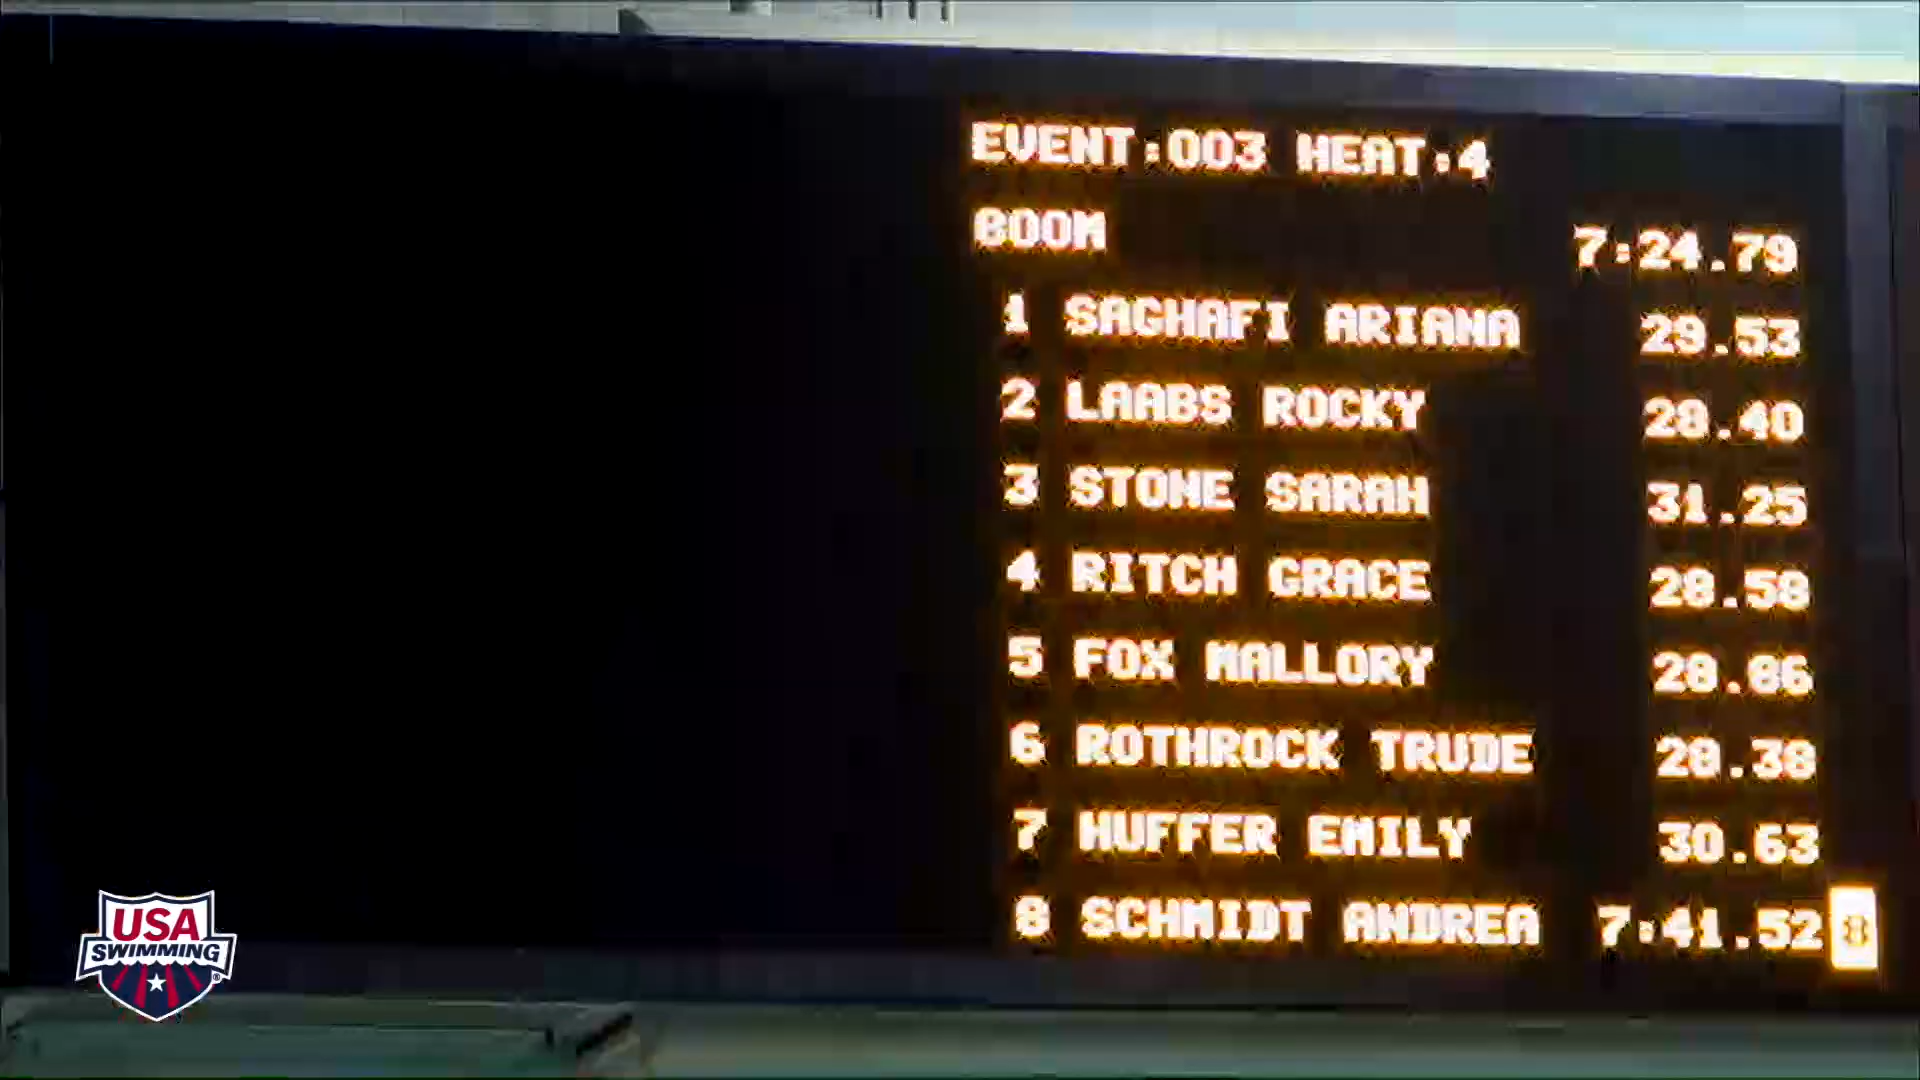 EVENT:003 HEAT:4
800M 7:24.79
1 SAGHAFI ARIANA 29.53
2 LAABS ROCKY 28.40
3 STONE SARAH 31.25
4 RITCH GRACE 28.58
5 FOX MALLORY 28.86
6 ROTHROCK TRUDE 28.38
7 HUFFER EMILY 30.63
8 SCHMIDT ANDREA 7:41.52 8
USA
SWIMMING